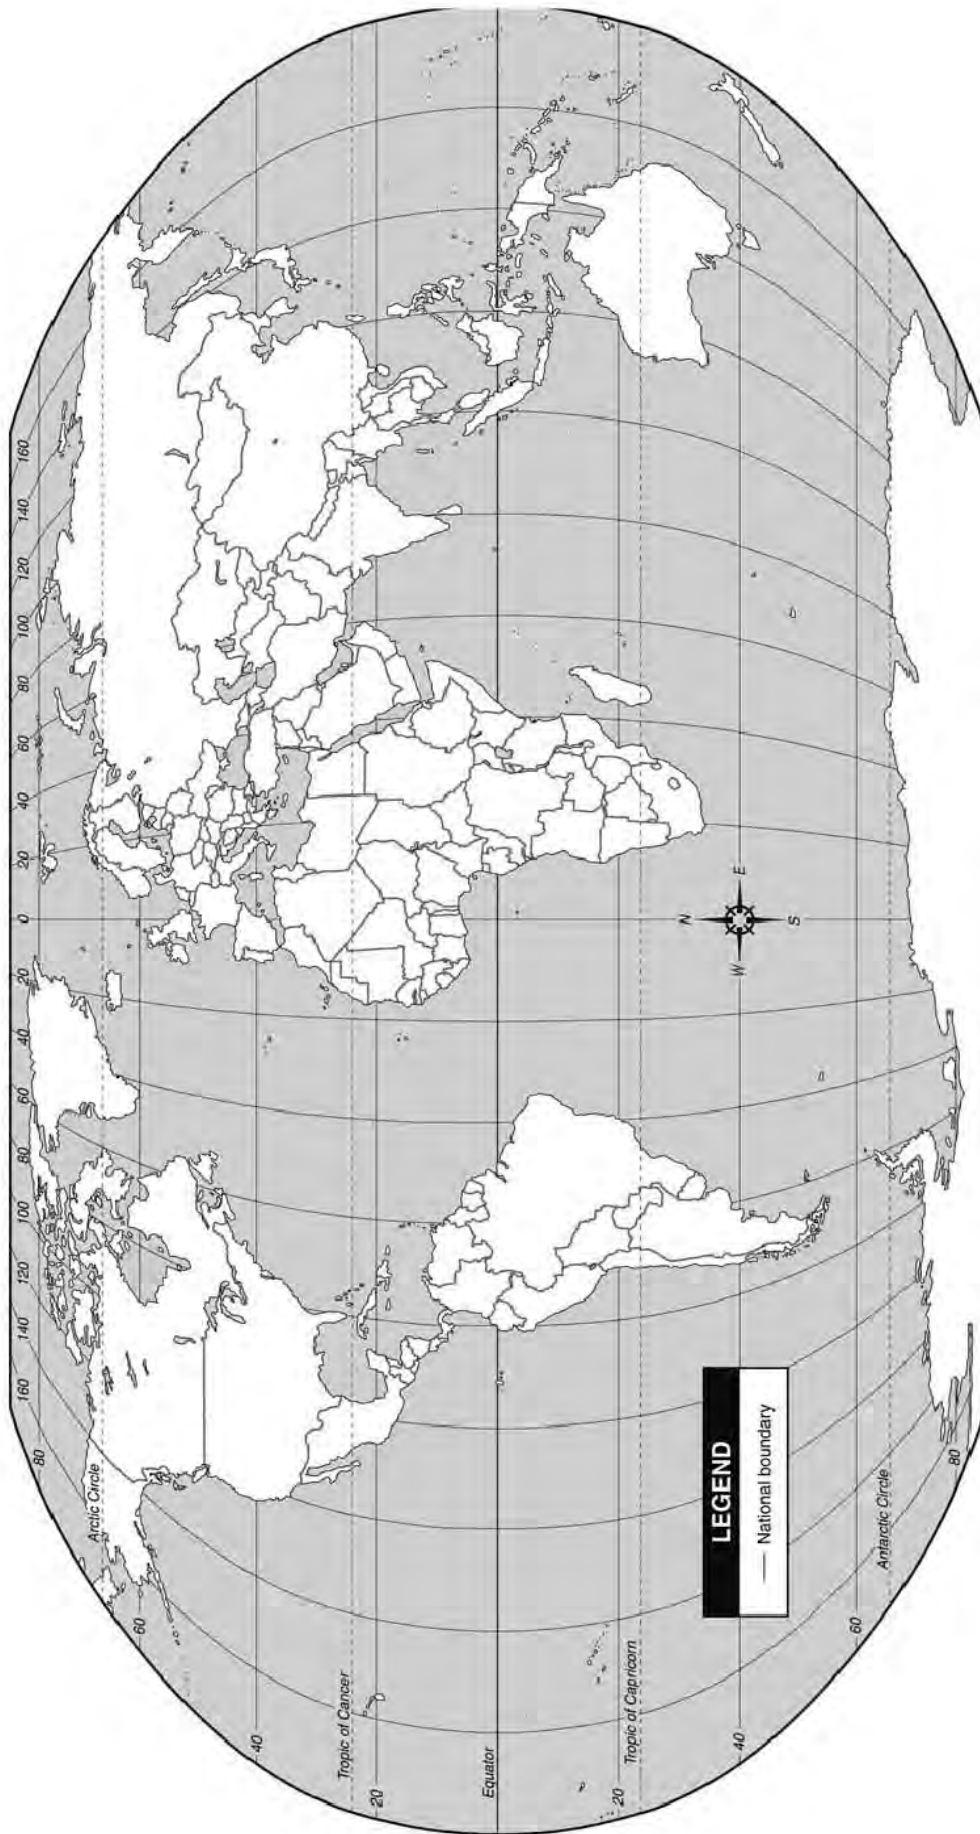 160 140 120 100 80 60 40 20 0 20 40 60 80 100 120 140 160
80
Arctic Circle
60
40
Tropic of Cancer
20
Equator
20
Tropic of Capricorn
40
60
Antarctic Circle
80
N
W E
S
LEGEND
National boundary